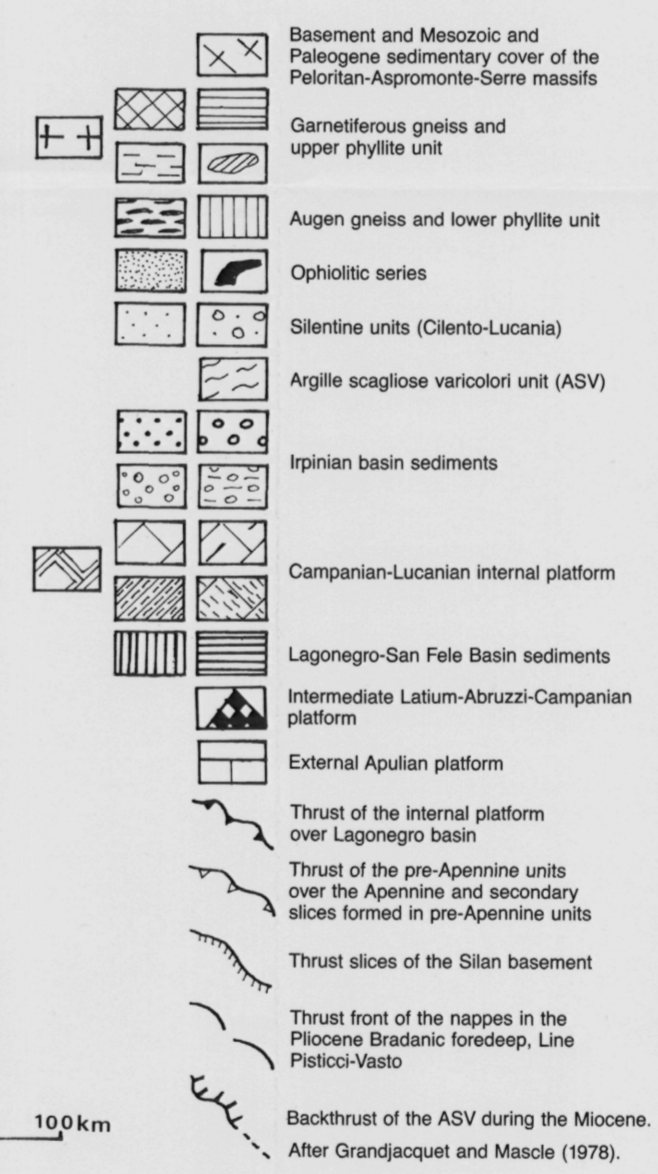 Basement and Mesozoic and
Paleogene sedimentary cover of the
Peloritan-Aspromonte-Serre massifs
Garnetiferous gneiss and
upper phyllite unit
Augen gneiss and lower phyllite unit
Ophiolitic series
Silentine units (Cilento-Lucania)
Argille scagliose varicolori unit (ASV)
Irpinian basin sediments
Campanian-Lucanian internal platform
Lagonegro-San Fele Basin sediments
Intermediate Latium-Abruzzi-Campanian
platform
External Apulian platform
Thrust of the internal platform
over Lagonegro basin
Thrust of the pre-Apennine units
over the Apennine and secondary
slices formed in pre-Apennine units
Thrust slices of the Silan basement
Thrust front of the nappes in the
Pliocene Bradanic foredeep, Line
Pisticci-Vasto
100km
Backthrust of the ASV during the Miocene.
After Grandjacquet and Mascle (1978).